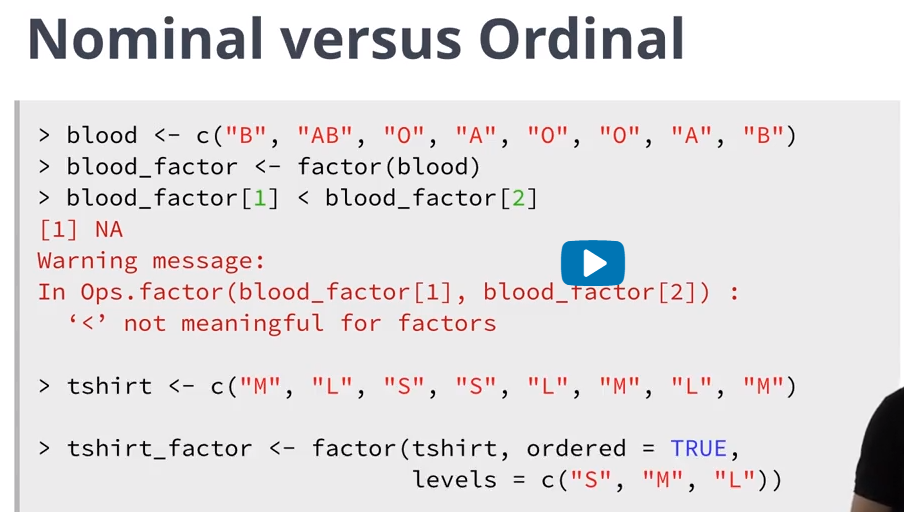 Nominal versus Ordinal
> blood <- c("B", "AB", "O", "A", "O", "O", "A", "B")
> blood_factor <- factor(blood)
> blood_factor[1] < blood_factor[2]
[1] NA
Warning message:
In Ops.factor(blood_factor[1], blood_factor[2]) :
‘<’ not meaningful for factors
> tshirt <- c("M", "L", "S", "S", "L", "M", "L", "M")
> tshirt_factor <- factor(tshirt, ordered = TRUE,
levels = c("S", "M", "L"))